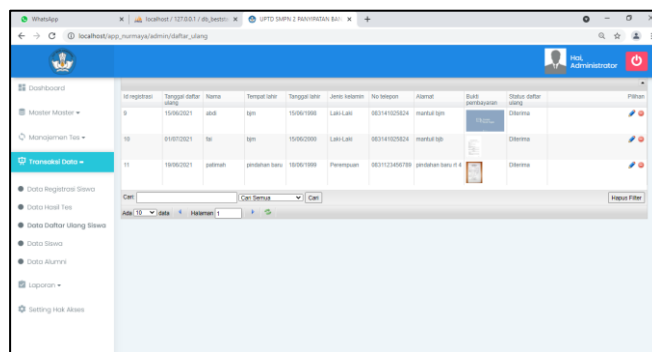 WhatsApp
localhost / 127.0.0.1 / db_bestsis
UPTD SMPN 2 PANYIPATAN
localhost/app_nurmaya/admin/daftar_ulang
Hai,
Administrator
Dashboard
Master Master
Manajemen Tes
Transaksi Data
Data Registrasi Siswa
Data Hasil Tes
Data Daftar Ulang Siswa
Data Siswa
Data Alumni
Laporan
Setting Hak Akses
Id registrasi Tanggal daftar ulang Nama Tempat lahir Tanggal lahir Jenis kelamin No telepon Alamat Bukti pembayaran Status daftar ulang Pilihan
9 15/06/2021 abdi bjm 15/06/1998 Laki-Laki 083141025824 mantuil bjm Diterima
10 01/07/2021 fai bjm 15/06/2000 Laki-Laki 083141025824 mantuil bjb Diterima
11 19/06/2021 patimah pindahan baru 18/06/1999 Perempuan 0831123456789 pindahan baru rt 4 Diterima
Cari: Cari Semua Cari Hapus Filter
Ada 10 data Halaman 1